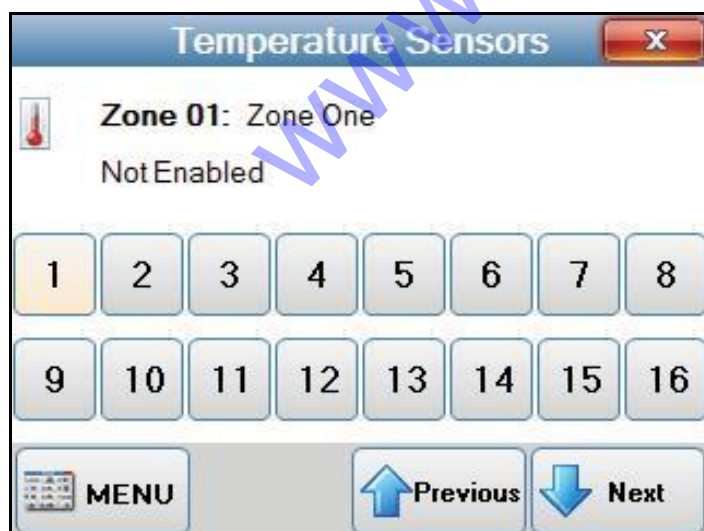 Temperature Sensors x
Zone 01: Zone One
Not Enabled
1 2 3 4 5 6 7 8
9 10 11 12 13 14 15 16
MENU Previous Next
www.